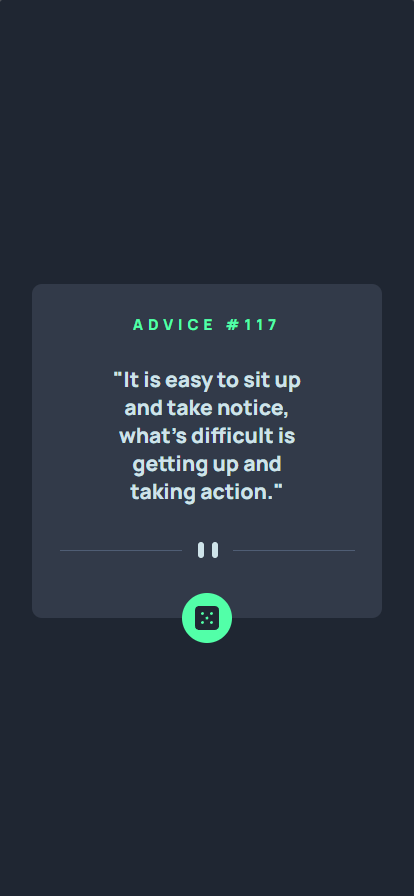 ADVICE #117
"It is easy to sit up
and take notice,
what's difficult is
getting up and
taking action."